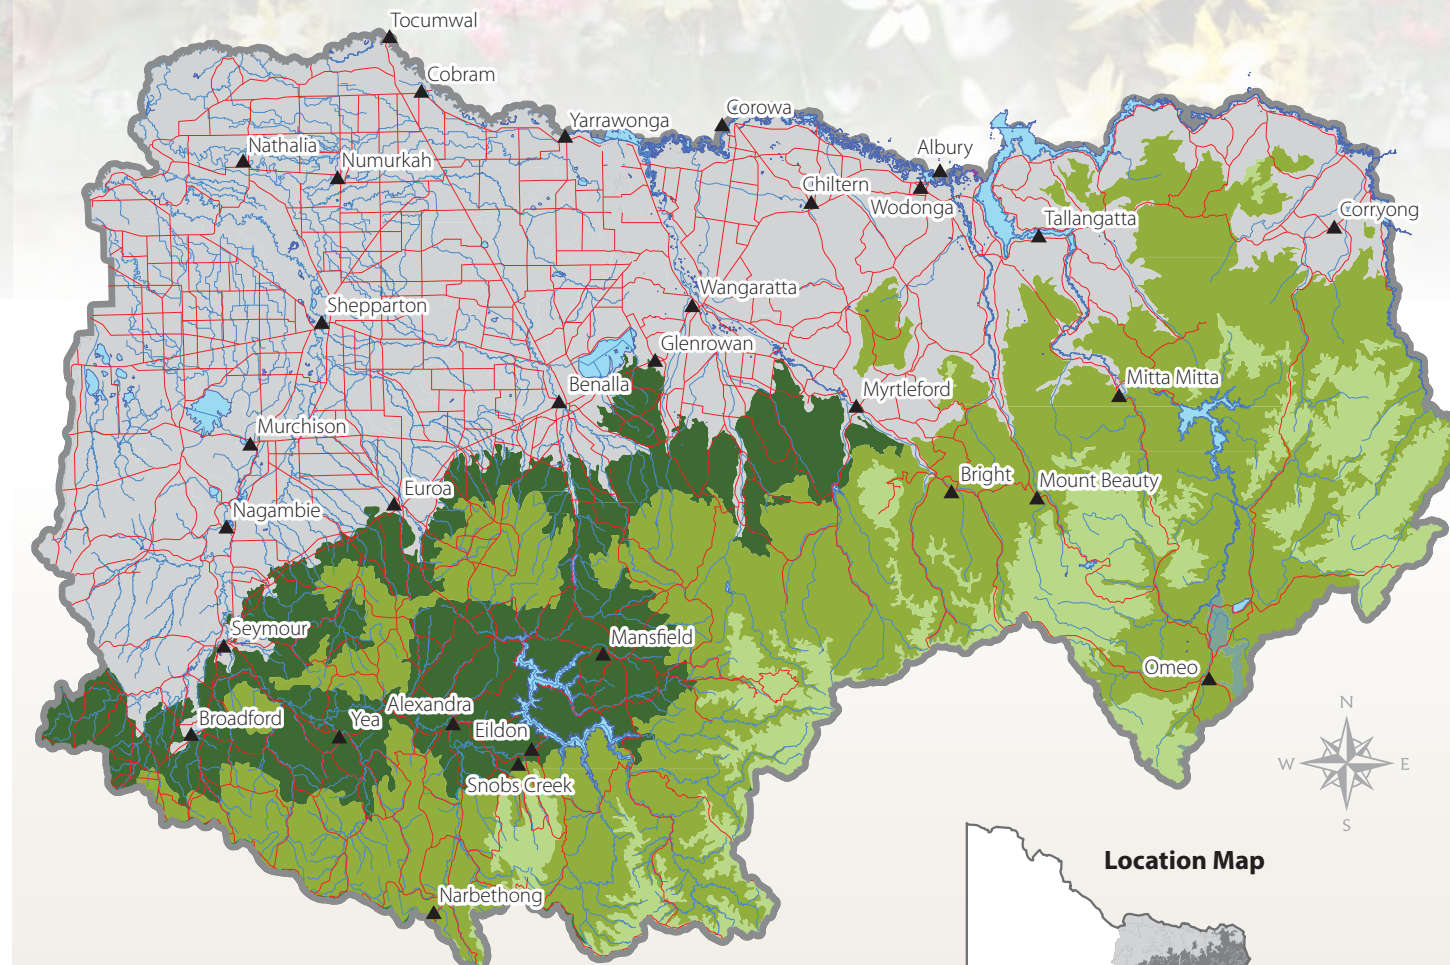 Tocumwal
Cobram
Yarrawonga
Corowa
Nathalia
Numurkah
Albury
Chiltern
Wodonga
Tallangatta
Corryong
Wangaratta
Shepparton
Glenrowan
Benalla
Myrtleford
Mitta Mitta
Murchison
Bright
Mount Beauty
Euroa
Nagambie
Seymour
Mansfield
Omeo
Alexandra
Broadford
Yea
Eildon
Snobs Creek
Narbethong
N
W
E
S
Location Map